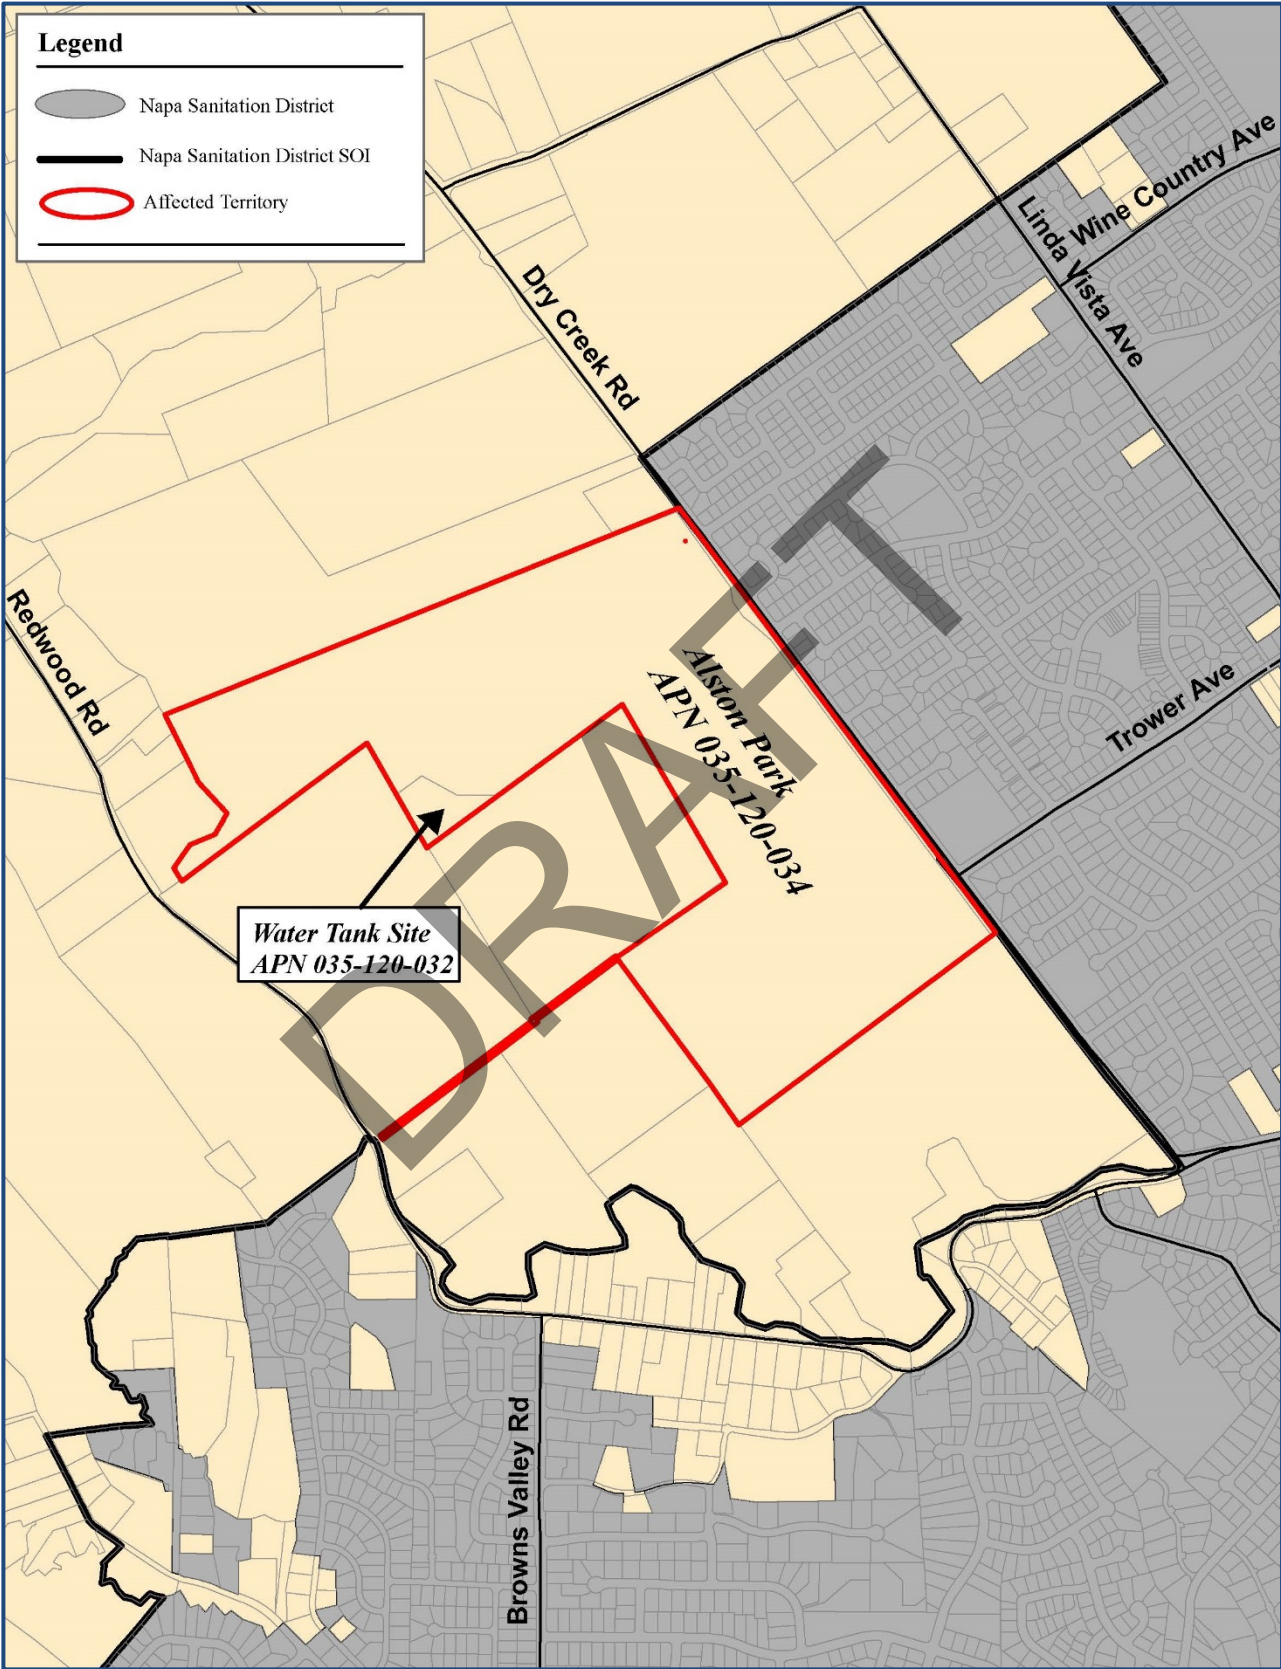 Legend
Napa Sanitation District
Napa Sanitation District SOI
Affected Territory
Wine Country Ave
Linda Vista Ave
Dry Creek Rd
Redwood Rd
Alston Park
APN 035-120-034
Trower Ave
Water Tank Site
APN 035-120-032
DRAFT
Browns Valley Rd